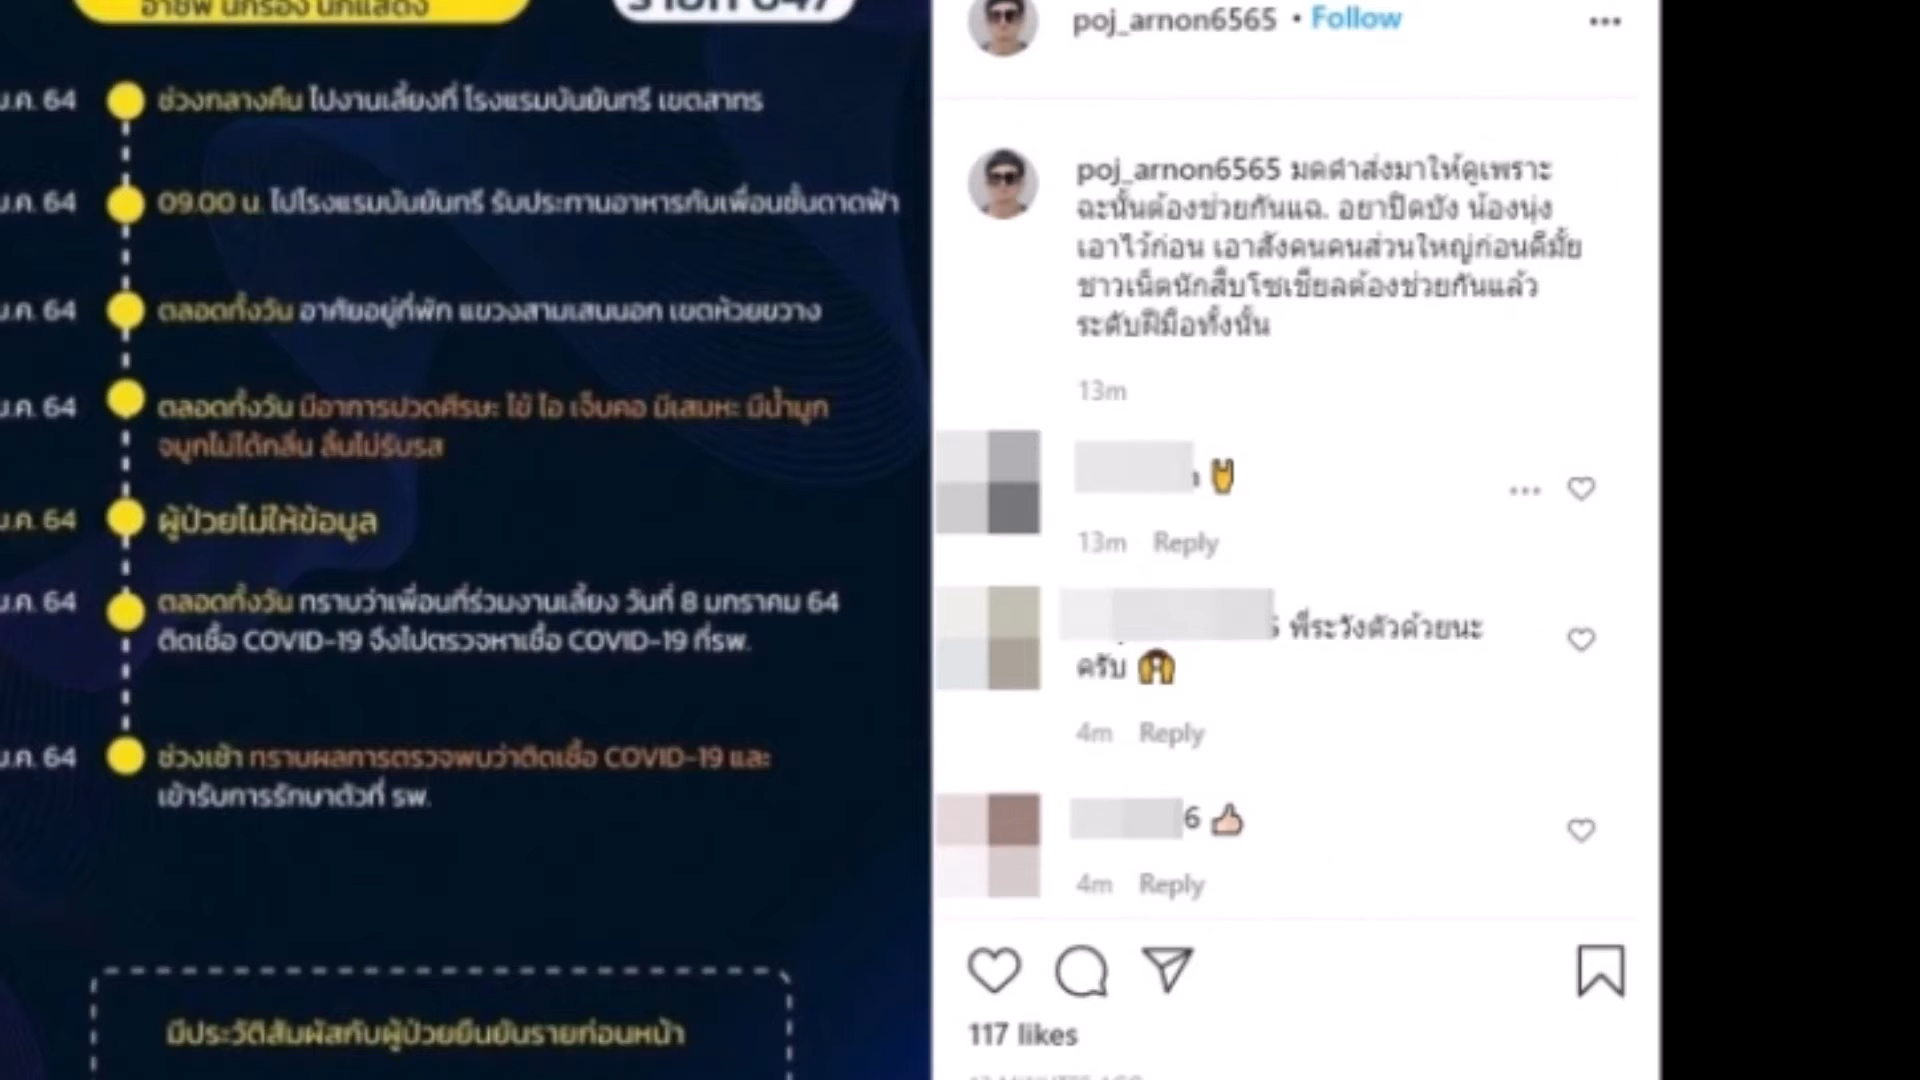 อาชีพ นักร้อง นักแสดง
รายที่ 647
ม.ค. 64
ช่วงกลางคืน ไปงานเลี้ยงที่ โรงแรมบันยันทรี เขตสาทร
ม.ค. 64
09.00 น. ไปโรงแรมบันยันทรี รับประทานอาหารกับเพื่อนชั้นดาดฟ้า
ม.ค. 64
ตลอดทั้งวัน อาศัยอยู่ที่พัก แขวงสามเสนนอก เขตห้วยขวาง
ม.ค. 64
ตลอดทั้งวัน มีอาการปวดศีรษะ ไข้ ไอ เจ็บคอ มีเสมหะ มีน้ำมูก
จมูกไม่ได้กลิ่น ลิ้นไม่รับรส
ม.ค. 64
ผู้ป่วยไม่ให้ข้อมูล
ม.ค. 64
ตลอดทั้งวัน ทราบว่าเพื่อนที่ร่วมงานเลี้ยง วันที่ 8 มกราคม 64
ติดเชื้อ COVID-19 จึงไปตรวจหาเชื้อ COVID-19 ที่รพ.
ม.ค. 64
ช่วงเช้า ทราบผลการตรวจพบว่าติดเชื้อ COVID-19 และ
เข้ารับการรักษาตัวที่ รพ.
มีประวัติสัมผัสกับผู้ป่วยยืนยันรายก่อนหน้า
poj_arnon6565 • Follow
poj_arnon6565 มดดำส่งมาให้ดูเพราะ
ฉะนั้นต้องช่วยกันแฉ. อยาปิดบัง น้องนุ่ง
เอาไว้ก่อน เอาสังคนคนส่วนใหญ่ก่อนดีมั้ย
ชาวเน็ตนักสืบโซเชียลต้องช่วยกันแล้ว
ระดับฝีมือทั้งนั้น
13m
13m Reply
พี่ระวังตัวด้วยนะ
ครับ
4m Reply
6
4m Reply
117 likes